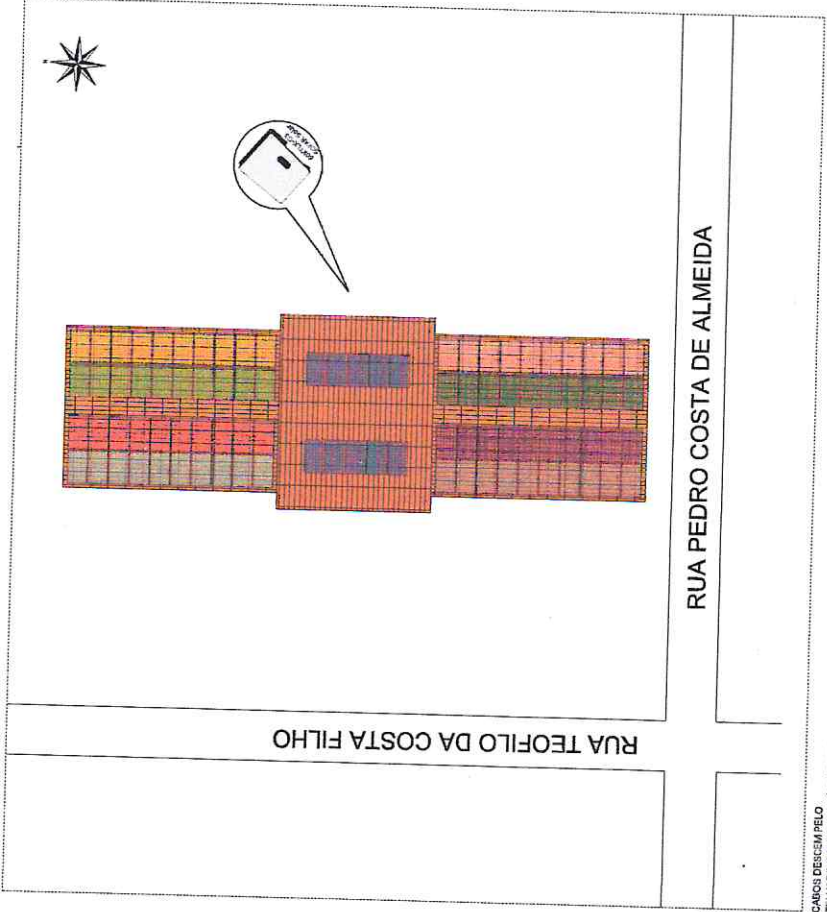 RUA PEDRO COSTA DE ALMEIDA
RUA TEOFILO DA COSTA FILHO
CABOS DESCEM PELO